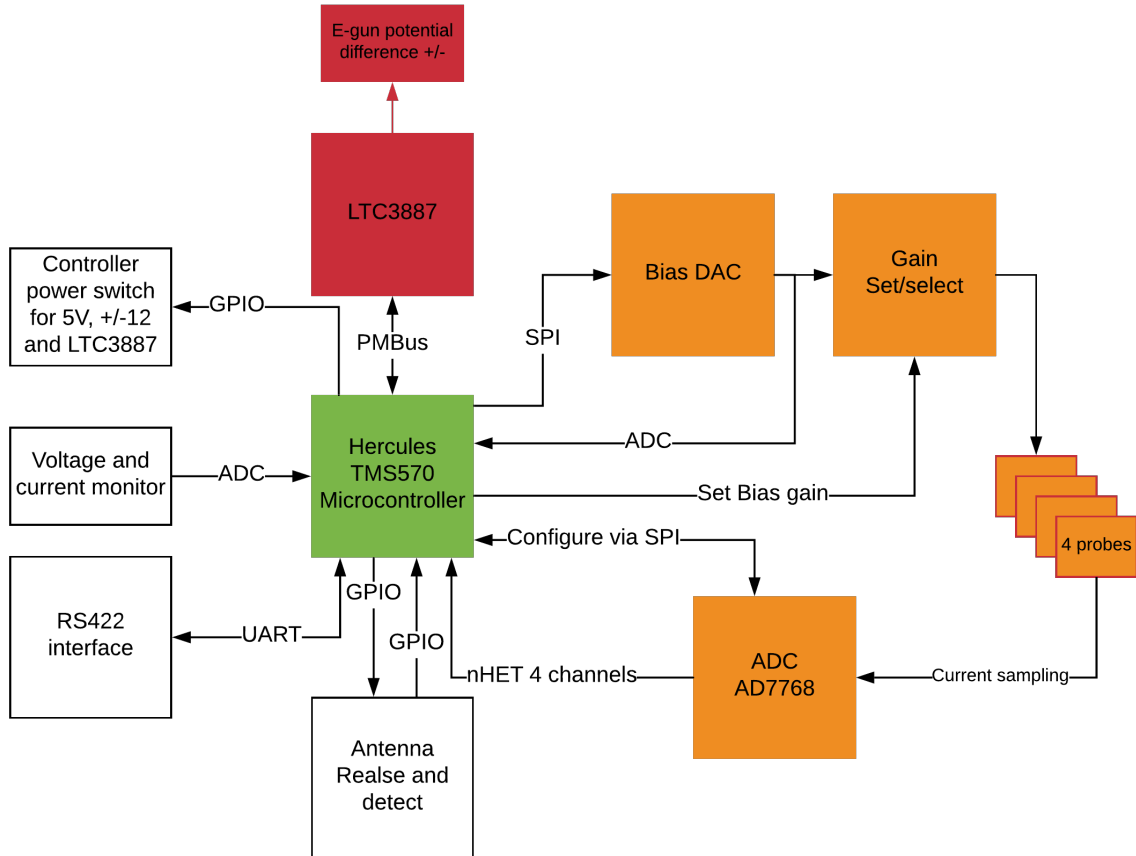 E-gun potential
difference +/-
LTC3887
Controller
power switch
for 5V, +/-12
and LTC3887
GPIO
PMBus
SPI
Bias DAC
Gain
Set/select
Voltage and
current monitor
ADC
Hercules
TMS570
Microcontroller
ADC
Set Bias gain
Configure via SPI
4 probes
RS422
interface
UART
GPIO
GPIO
nHET 4 channels
ADC
AD7768
Current sampling
Antenna
Realse and
detect